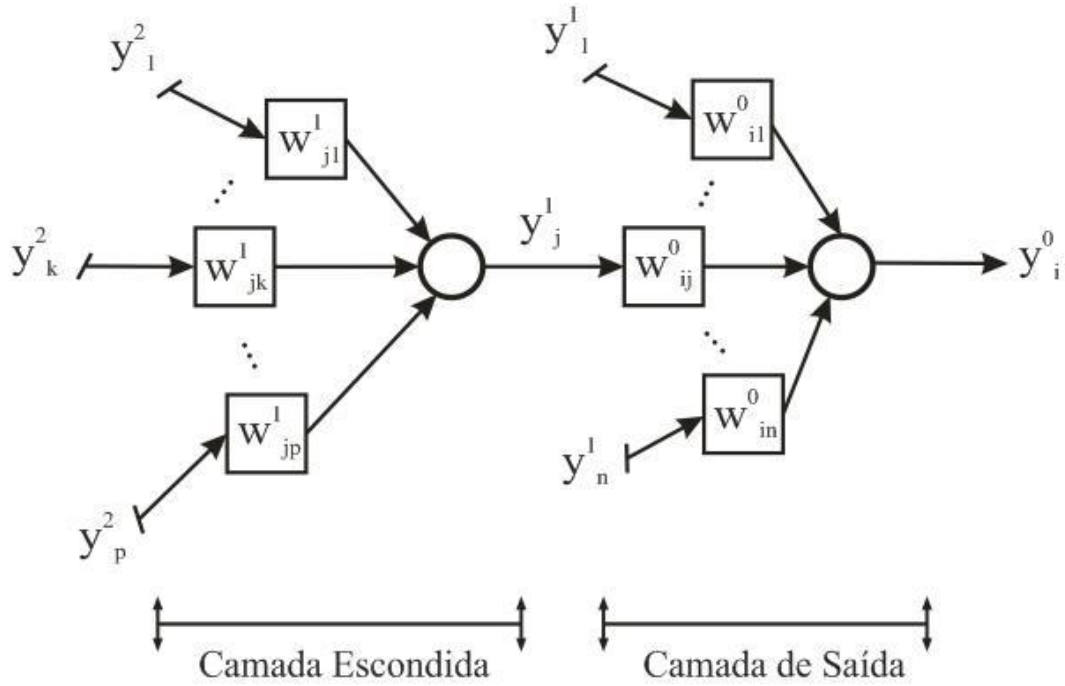 y²₁
y¹₁
w¹j1
w⁰i1
y²k
w¹jk
y¹j
w⁰ij
y⁰i
w¹jp
w⁰in
y¹n
y²p
Camada Escondida
Camada de Saída